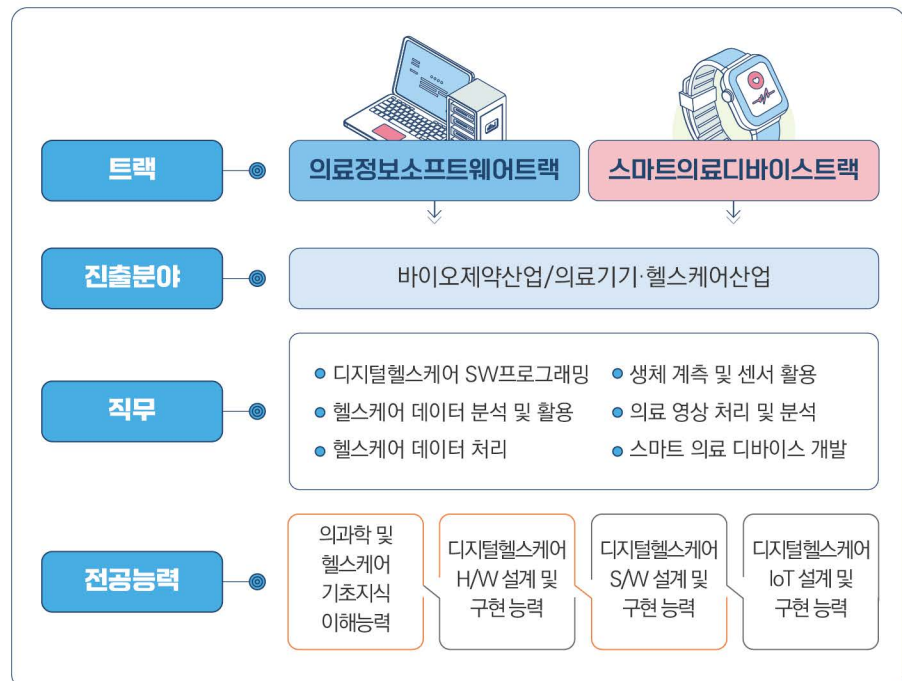 트랙
의료정보소프트웨어트랙
스마트의료디바이스트랙
진출분야
바이오제약산업/의료기기·헬스케어산업
직무
디지털헬스케어 SW프로그래밍
헬스케어 데이터 분석 및 활용
헬스케어 데이터 처리
생체 계측 및 센서 활용
의료 영상 처리 및 분석
스마트 의료 디바이스 개발
전공능력
의과학 및
헬스케어
기초지식
이해능력
디지털헬스케어
H/W 설계 및
구현 능력
디지털헬스케어
S/W 설계 및
구현 능력
디지털헬스케어
IoT 설계 및
구현 능력